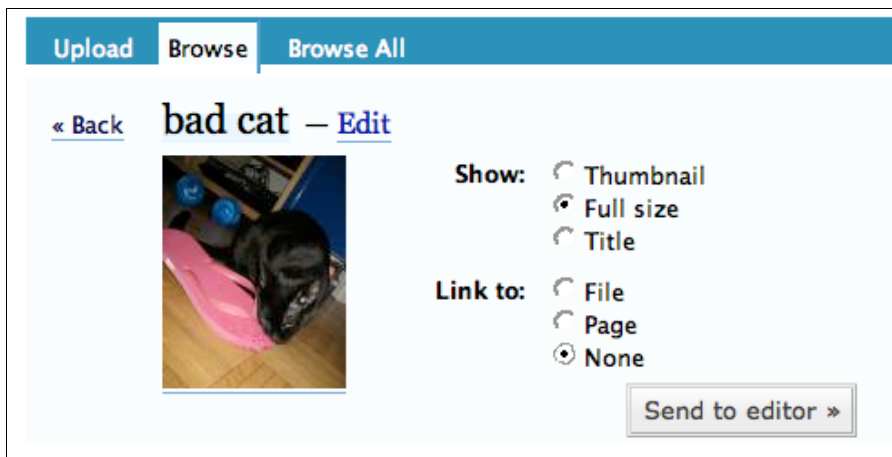 Upload Browse Browse All
« Back bad cat — Edit
Show: Thumbnail
Full size
Title
Link to: File
Page
None
Send to editor »